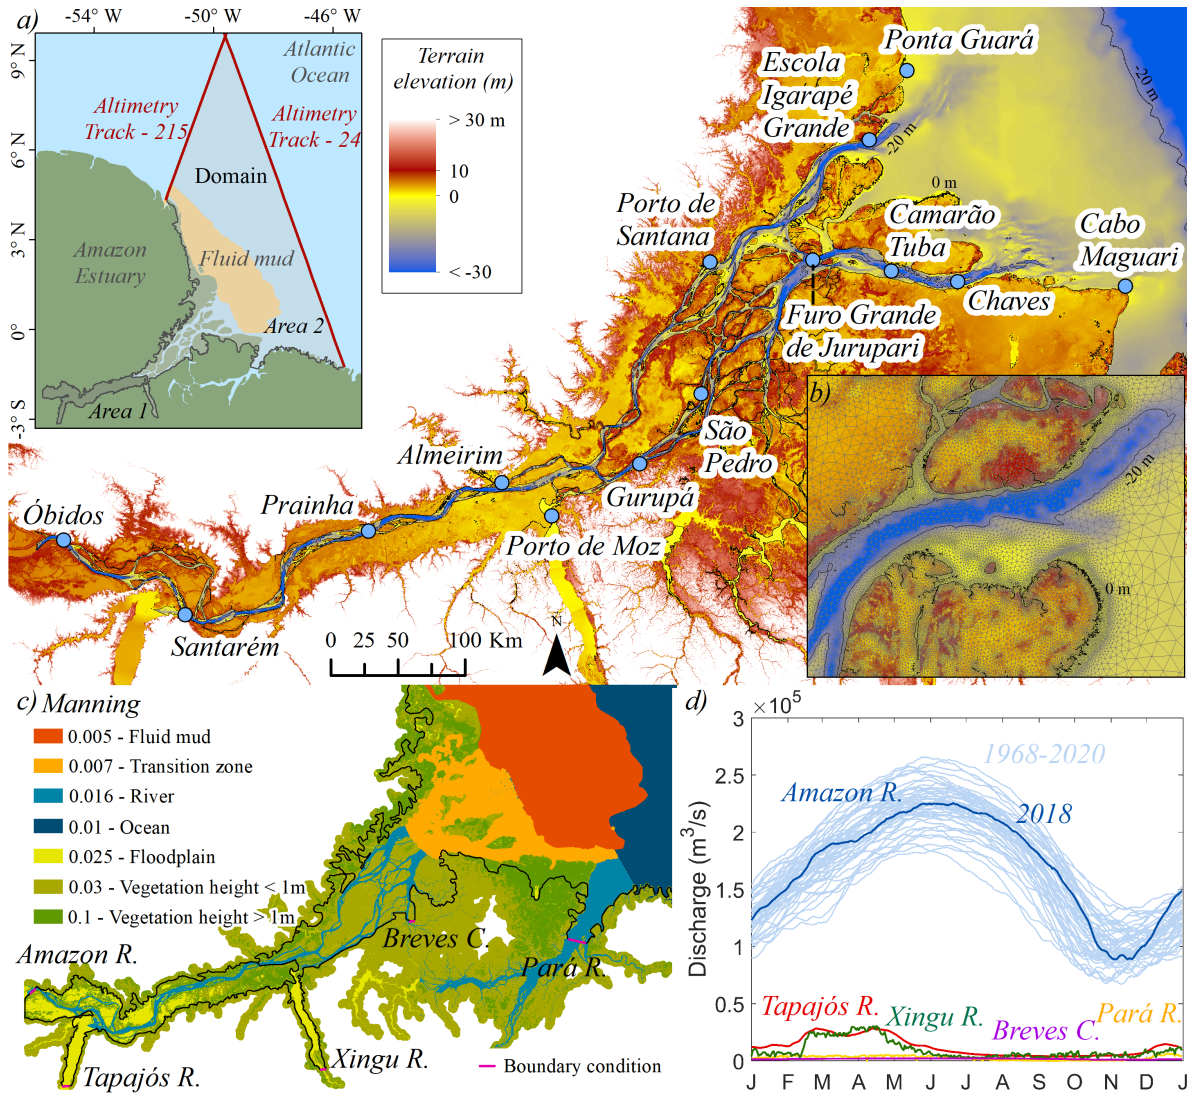 a)
-54° W
-50° W
-46° W
9° N
6° N
3° N
0°
-3° S
Atlantic
Ocean
Altimetry
Track - 215
Altimetry
Track - 24
Domain
Amazon
Estuary
Fluid mud
Area 2
Area 1
Terrain
elevation (m)
> 30 m
10
0
< -30
Ponta Guará
Escola
Igarapé
Grande
-20 m
-20 m
0 m
Porto de
Santana
Camarão
Tuba
Cabo
Maguari
Chaves
Furo Grande
de Jurupari
São
Pedro
Gurupá
Almeirim
Prainha
Óbidos
Porto de Moz
Santarém
0 25 50 100 Km
N
b)
-20 m
0 m
c) Manning
0.005 - Fluid mud
0.007 - Transition zone
0.016 - River
0.01 - Ocean
0.025 - Floodplain
0.03 - Vegetation height < 1m
0.1 - Vegetation height > 1m
Amazon R.
Breves C.
Pará R.
Xingu R.
Tapajós R.
Boundary condition
d)
×10⁵
Discharge (m³/s)
3
2.5
2
1.5
1
0.5
0
1968-2020
Amazon R.
2018
Tapajós R.
Xingu R.
Breves C.
Pará R.
J F M A M J J A S O N D J